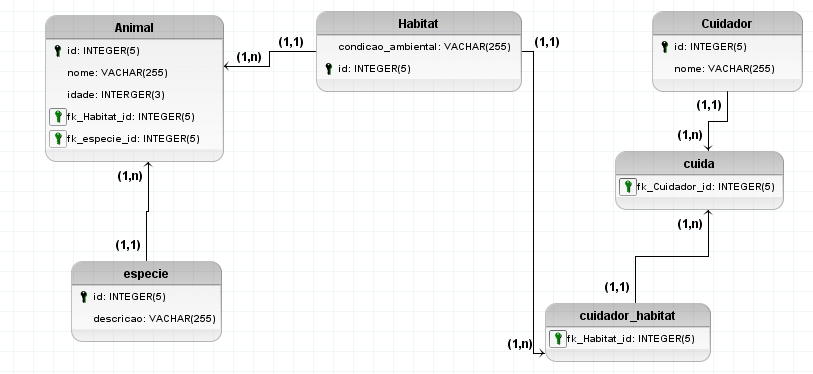 Animal
id: INTEGER(5)
nome: VACHAR(255)
idade: INTERGER(3)
fk_Habitat_id: INTEGER(5)
fk_especie_id: INTEGER(5)
(1,n)
(1,1)
Habitat
condicao_ambiental: VACHAR(255)
id: INTEGER(5)
(1,1)
Cuidador
id: INTEGER(5)
nome: VACHAR(255)
(1,1)
(1,n)
cuida
fk_Cuidador_id: INTEGER(5)
(1,n)
(1,n)
(1,1)
especie
id: INTEGER(5)
descricao: VACHAR(255)
(1,1)
cuidador_habitat
fk_Habitat_id: INTEGER(5)
(1,n)